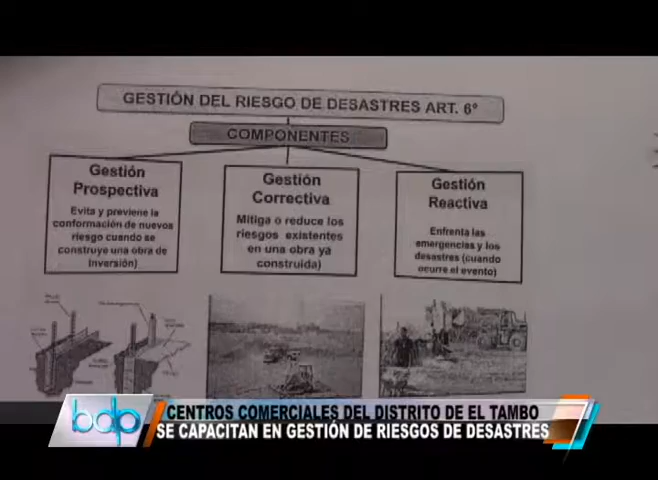 GESTIÓN DEL RIESGO DE DESASTRES ART. 6°
COMPONENTES
Gestión
Prospectiva
Evita y previene la
conformación de nuevos
riesgo cuando se
construye una obra de
inversión)
Gestión
Correctiva
Mitiga o reduce los
riesgos existentes
en una obra ya
construida)
Gestión
Reactiva
Enfrenta las
emergencias y los
desastres (cuando
ocurre el evento)
bdp
CENTROS COMERCIALES DEL DISTRITO DE EL TAMBO
SE CAPACITAN EN GESTIÓN DE RIESGOS DE DESASTRES